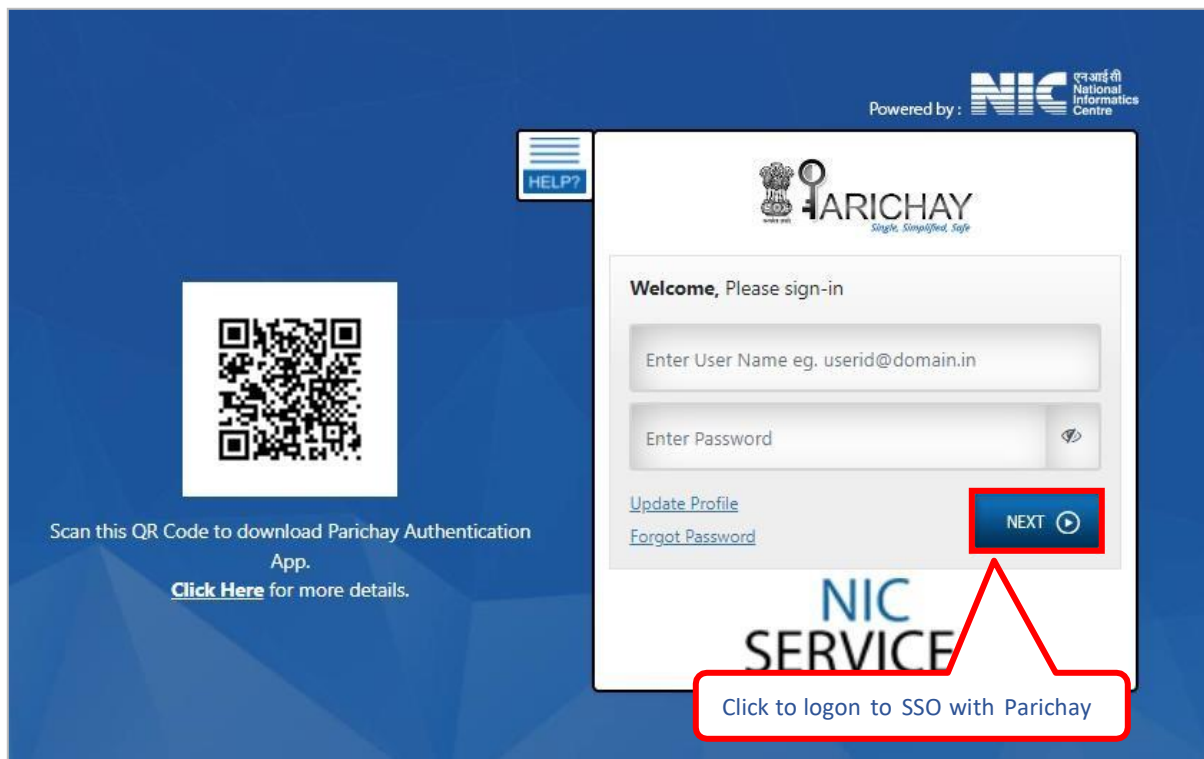 Powered by :
NIC
एनआईसी
National
Informatics
Centre
HELP?
PARICHAY
Single, Simplified, Safe
Welcome, Please sign-in
Enter User Name eg. userid@domain.in
Enter Password
Update Profile
Forgot Password
NEXT
Scan this QR Code to download Parichay Authentication
App.
Click Here for more details.
NIC
SERVICE
Click to logon to SSO with Parichay